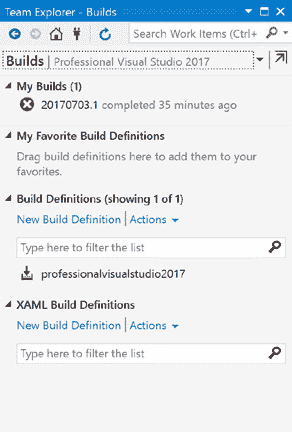 Team Explorer - Builds
Search Work Items (Ctrl+
Builds | Professional Visual Studio 2017
My Builds (1)
20170703.1 completed 35 minutes ago
My Favorite Build Definitions
Drag build definitions here to add them to your
favorites.
Build Definitions (showing 1 of 1)
New Build Definition | Actions
Type here to filter the list
professionalvisualstudio2017
XAML Build Definitions
New Build Definition | Actions
Type here to filter the list